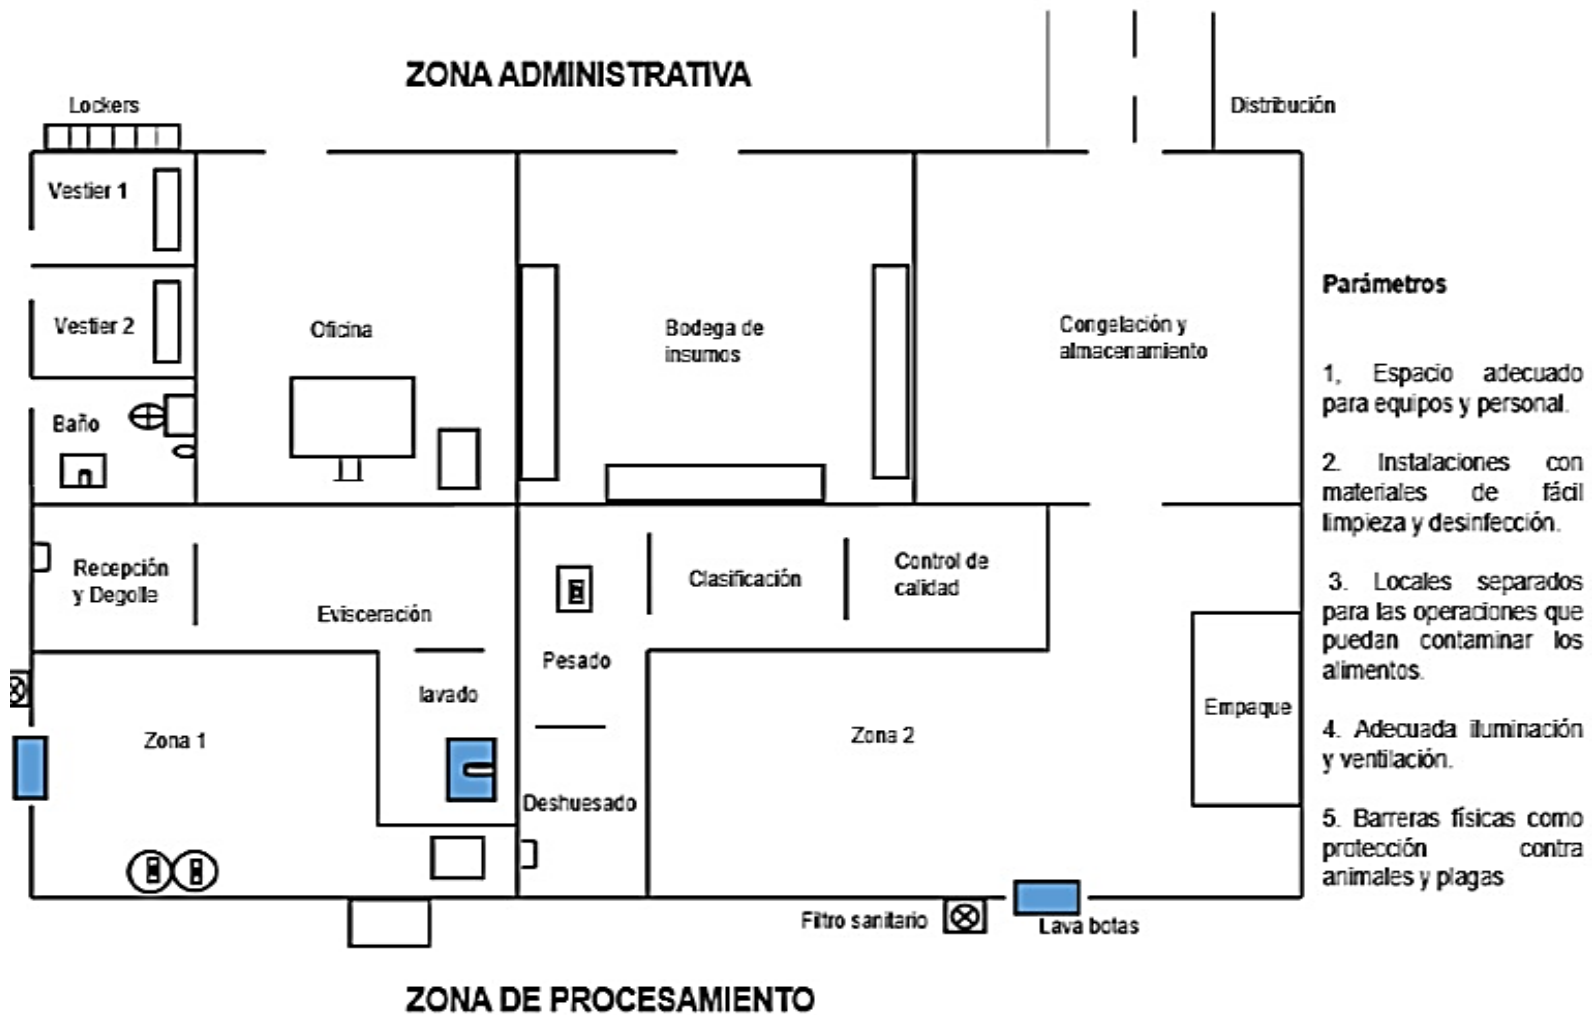 ZONA ADMINISTRATIVA
Lockers
Distribución
Vestier 1
Vestier 2
Oficina
Bodega de
insumos
Congelación y
almacenamiento
Baño
Recepción
y Degolle
Evisceración
lavado
Pesado
Clasificación
Control de
calidad
Zona 1
Deshuesado
Zona 2
Empaque
Filtro sanitario
Lava botas
ZONA DE PROCESAMIENTO
Parámetros
1, Espacio adecuado
para equipos y personal.
2. Instalaciones con
materiales de fácil
limpieza y desinfección.
3. Locales separados
para las operaciones que
puedan contaminar los
alimentos.
4. Adecuada iluminación
y ventilación.
5. Barreras físicas como
protección contra
animales y plagas